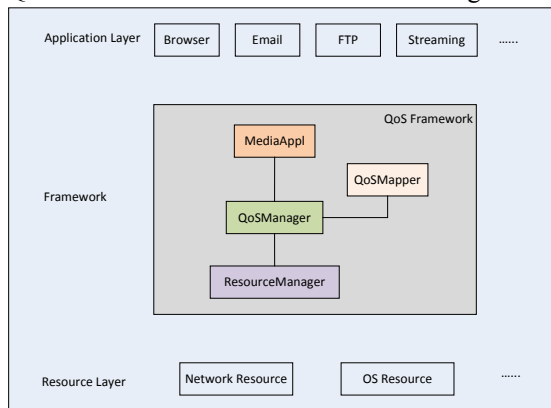 Application Layer
Browser
Email
FTP
Streaming
......
QoS Framework
MediaAppl
QoSMapper
Framework
QoSManager
ResourceManager
Resource Layer
Network Resource
OS Resource
......